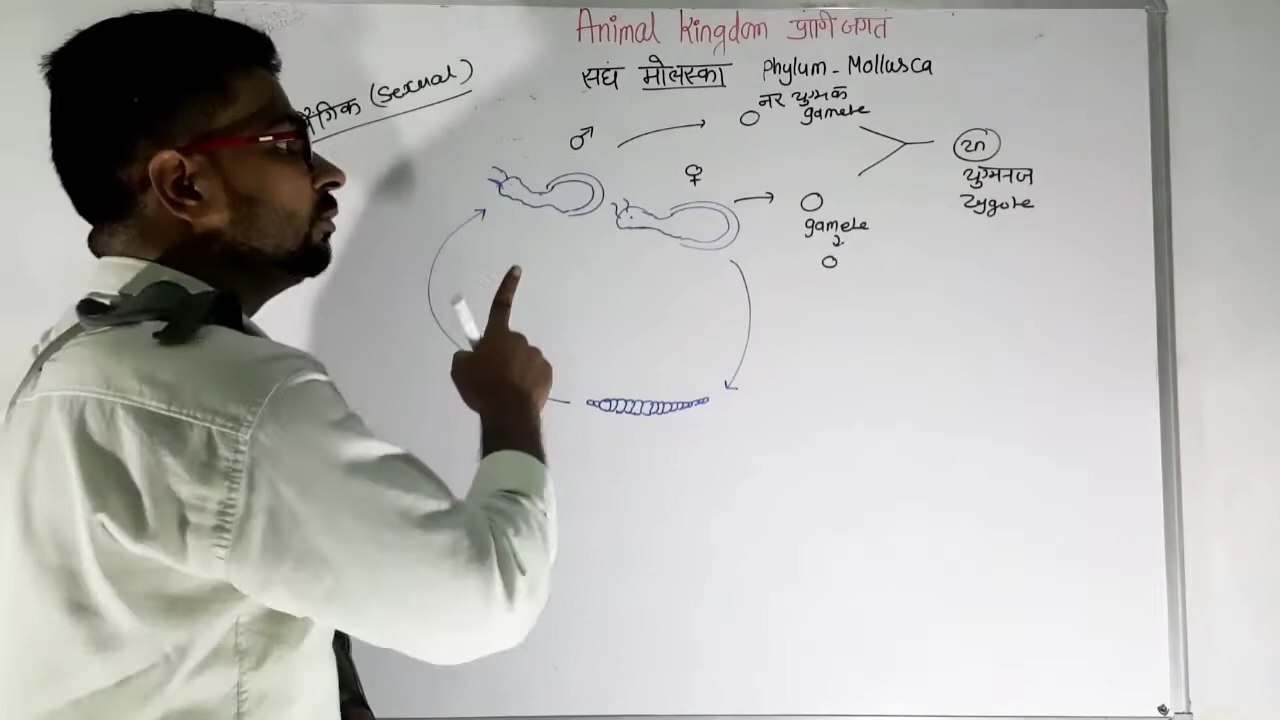 Animal kingdom प्राणी जगत
संघ मोलस्का Phylum - Mollusca
लैंगिक (Sexual)
♂
नर युग्मक
gamete
♀
gamete
2n
युग्मनज
Zygote